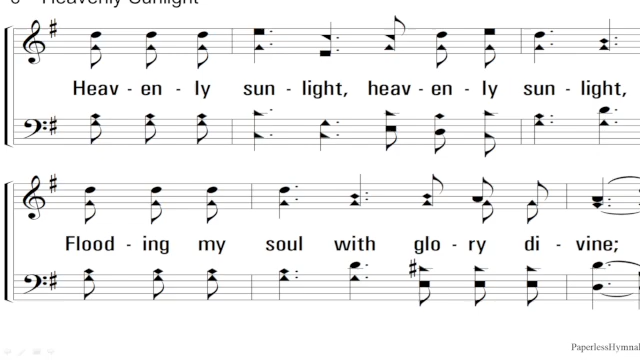 Heavenly Sunlight
Heav - en - ly sun - light, heav - en - ly sun - light,
Flood - ing my soul with glo - ry di - vine;